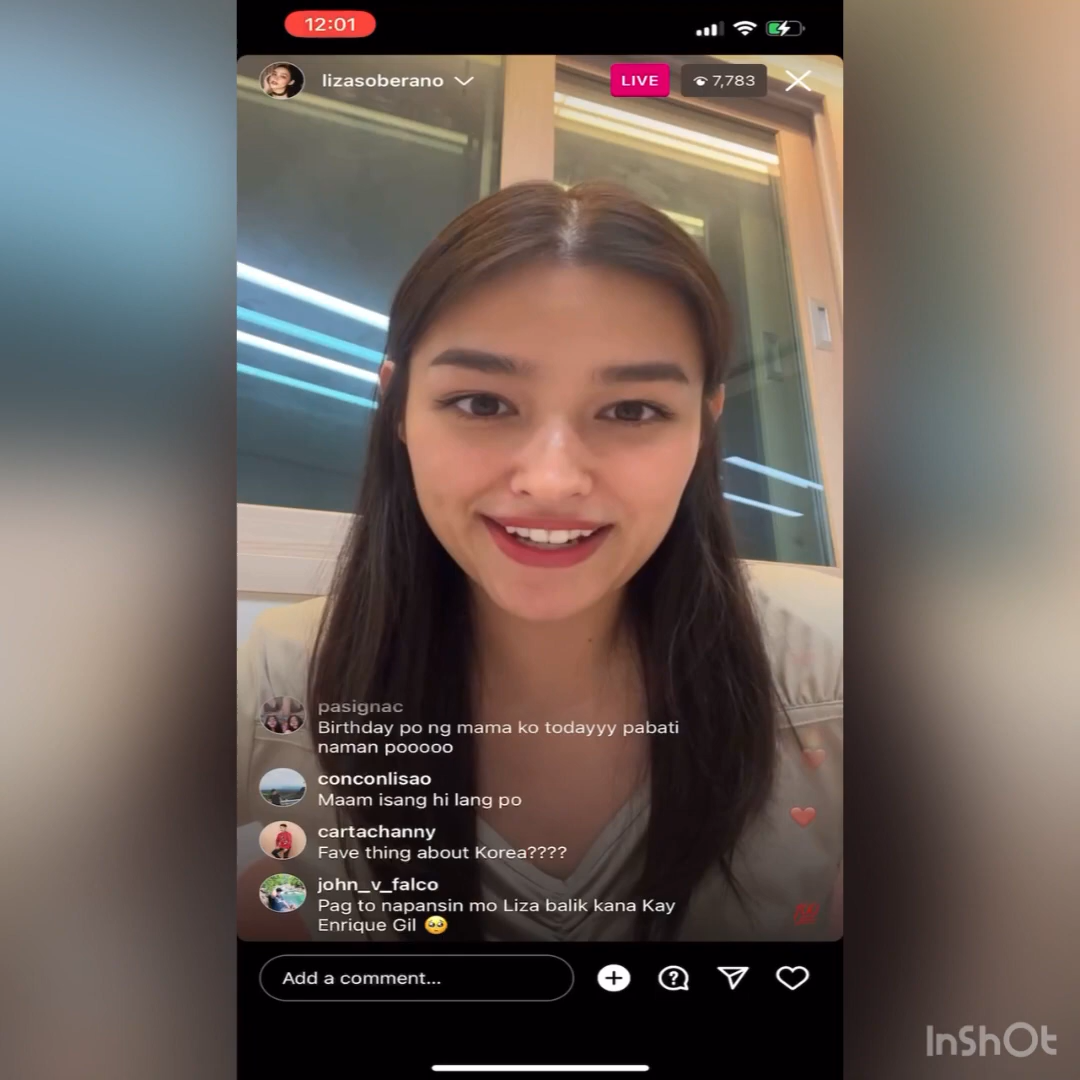 12:01
lizasoberano
LIVE
7,783
pasignac
Birthday po ng mama ko todayyy pabati
naman pooooo
conconlisao
Maam isang hi lang po
cartachanny
Fave thing about Korea????
john_v_falco
Pag to napansin mo Liza balik kana Kay
Enrique Gil 🥺
Add a comment...
InShOt